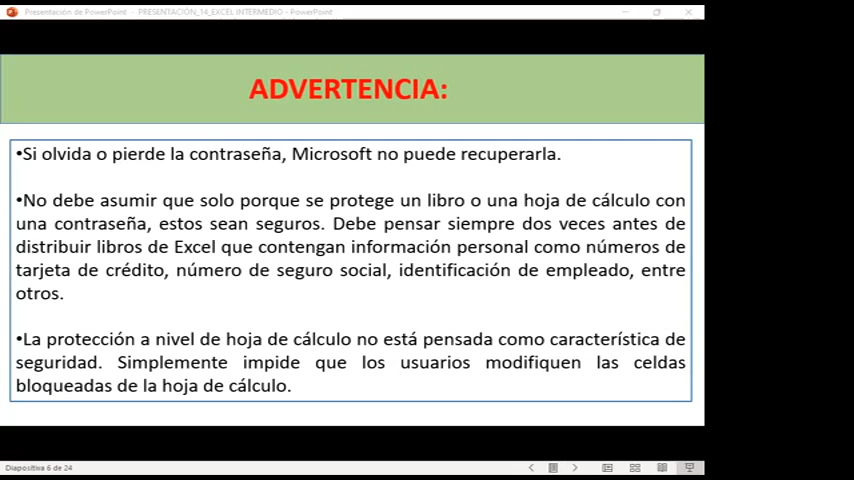 Presentación de PowerPoint - PRESENTACION_14_EXCEL INTERMEDIO - PowerPoint
ADVERTENCIA:
•Si olvida o pierde la contraseña, Microsoft no puede recuperarla.
•No debe asumir que solo porque se protege un libro o una hoja de cálculo con
una contraseña, estos sean seguros. Debe pensar siempre dos veces antes de
distribuir libros de Excel que contengan información personal como números de
tarjeta de crédito, número de seguro social, identificación de empleado, entre
otros.
•La protección a nivel de hoja de cálculo no está pensada como característica de
seguridad. Simplemente impide que los usuarios modifiquen las celdas
bloqueadas de la hoja de cálculo.
Diapositiva 6 de 24